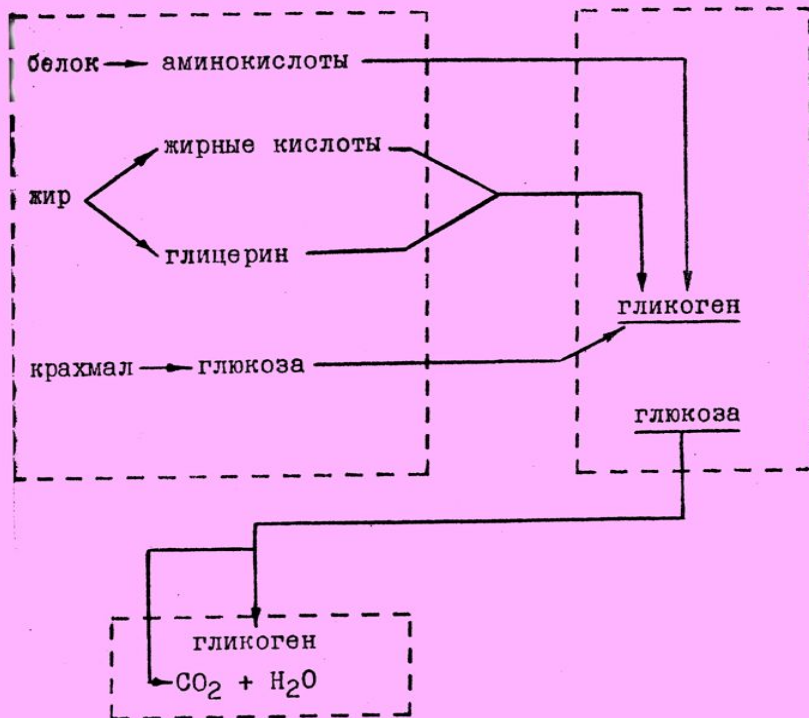 белок аминокислоты
жирные кислоты
жир
глицерин
гликоген
крахмал глюкоза
глюкоза
гликоген
CO₂ + H₂O